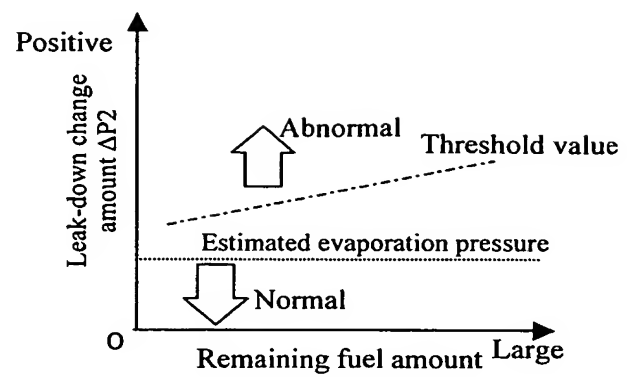 Positive
Leak-down change
amount ΔP2
Abnormal
Threshold value
Estimated evaporation pressure
Normal
O
Remaining fuel amount
Large